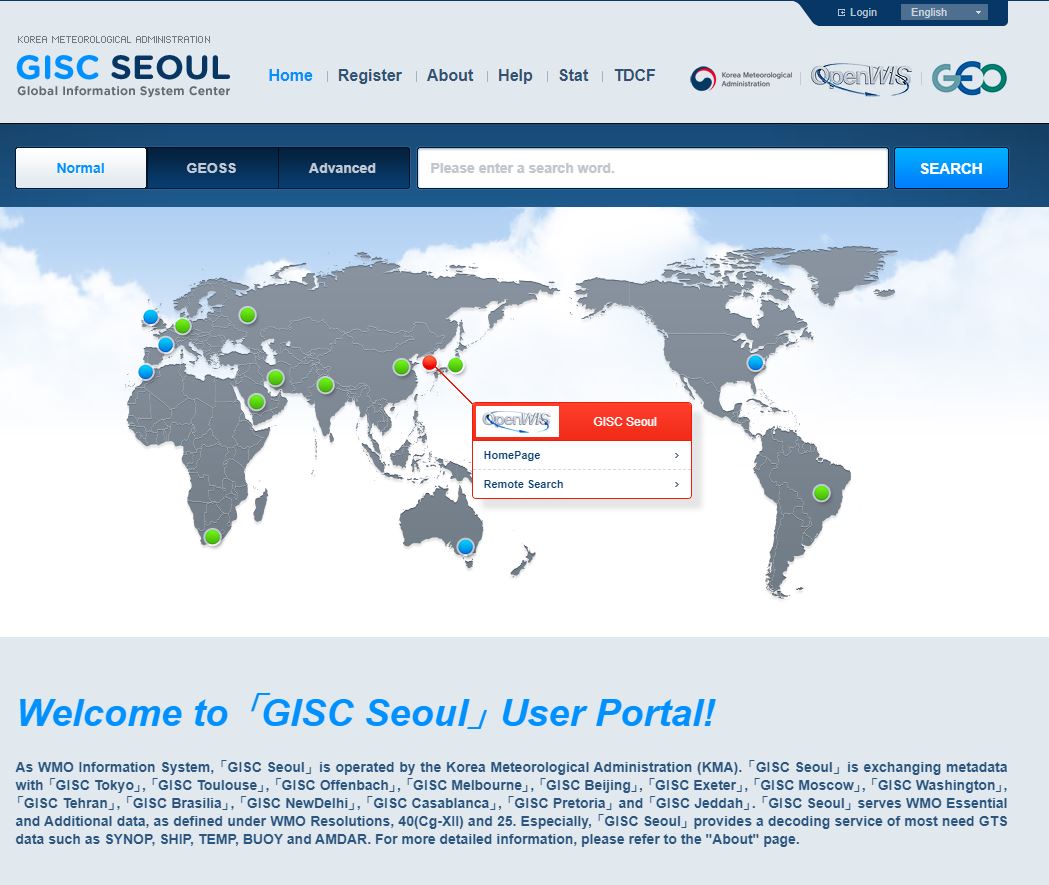 Login
English
KOREA METEOROLOGICAL ADMINISTRATION
GISC SEOUL
Global Information System Center
Home
Register
About
Help
Stat
TDCF
Korea Meteorological
Administration
OpenWIS
GEO
Normal
GEOSS
Advanced
Please enter a search word.
SEARCH
OpenWIS
GISC Seoul
HomePage
Remote Search
Welcome to「GISC Seoul」User Portal!
As WMO Information System,「GISC Seoul」is operated by the Korea Meteorological Administration (KMA).「GISC Seoul」is exchanging metadata
with「GISC Tokyo」,「GISC Toulouse」,「GISC Offenbach」,「GISC Melbourne」,「GISC Beijing」,「GISC Exeter」,「GISC Moscow」,「GISC Washington」,
「GISC Tehran」,「GISC Brasilia」,「GISC NewDelhi」,「GISC Casablanca」,「GISC Pretoria」and「GISC Jeddah」.「GISC Seoul」serves WMO Essential
and Additional data, as defined under WMO Resolutions, 40(Cg-XII) and 25. Especially,「GISC Seoul」provides a decoding service of most need GTS
data such as SYNOP, SHIP, TEMP, BUOY and AMDAR. For more detailed information, please refer to the "About" page.